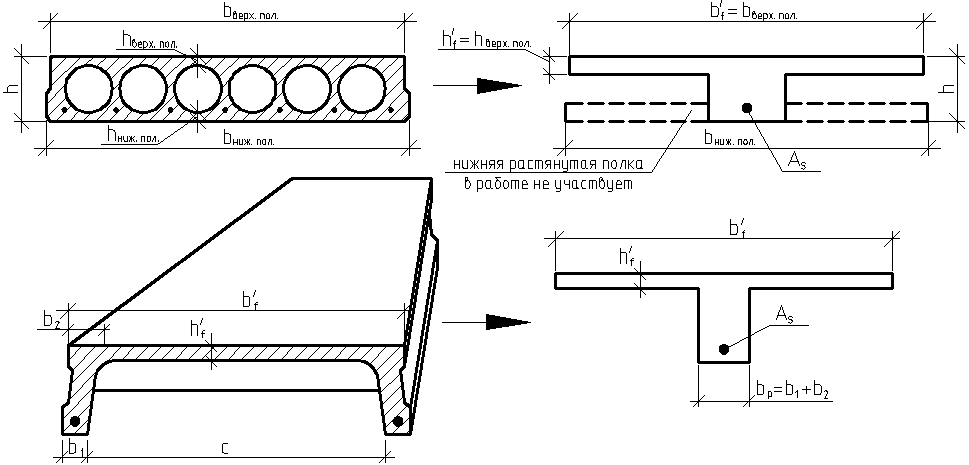 bверх. пол.
hверх. пол.
h
hниж. пол.
bниж. пол.
b′f = bверх. пол.
h′f = hверх. пол.
h
bниж. пол.
нижняя растянутая полка
в работе не участвует
As
b′f
b2
h′f
b1
c
b′f
h′f
As
bp=b1+b2